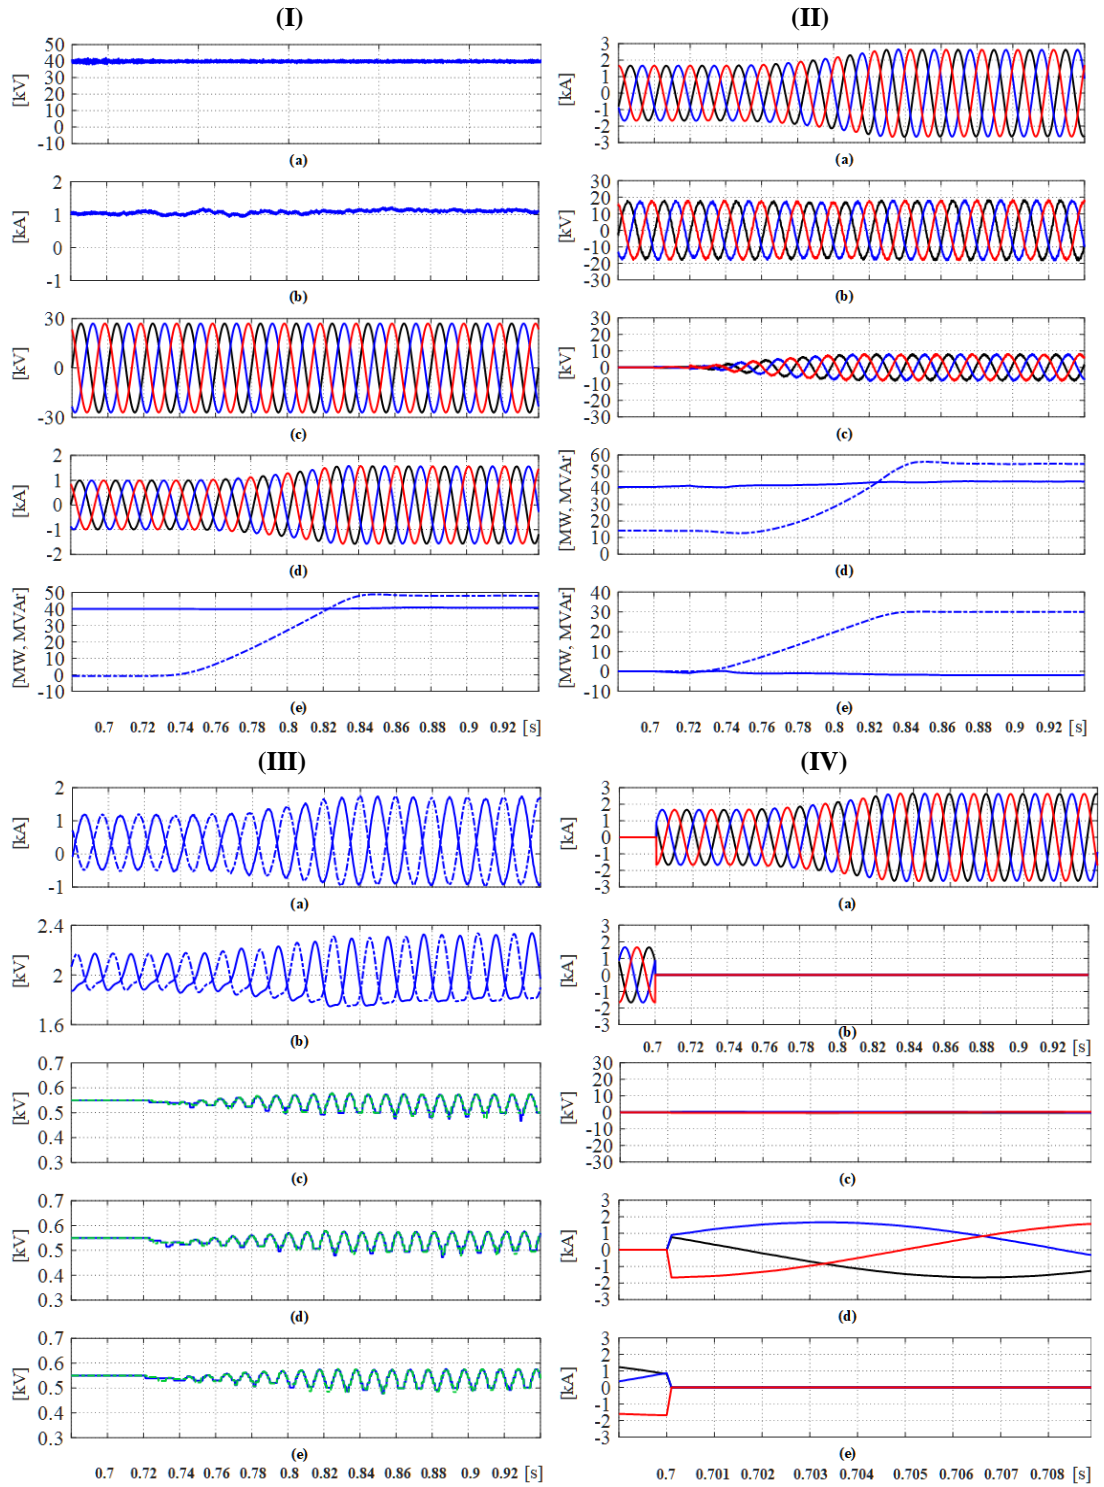 (I)
50
40
30
20
10
0
-10
[kV]
(a)
2
1
0
-1
[kA]
(b)
30
0
-30
[kV]
(c)
2
1
0
-1
2
[kA]
(d)
50
40
30
20
10
0
-10
[MW, MVAr]
(e)
0.7 0.72 0.74 0.76 0.78 0.8 0.82 0.84 0.86 0.88 0.9 0.92 [s]
(II)
3
2
1
0
-1
-2
-3
[kA]
(a)
30
20
10
0
-10
-20
-30
[kV]
(b)
30
20
10
0
-10
-20
-30
[kV]
(c)
60
50
40
30
20
10
0
[MW, MVAr]
(d)
40
30
20
10
0
-10
[MW, MVAr]
(e)
0.7 0.72 0.74 0.76 0.78 0.8 0.82 0.84 0.86 0.88 0.9 0.92 [s]
(III)
2
1
0
-1
[kA]
(a)
2.4
2
1.6
[kV]
(b)
0.7
0.6
0.5
0.4
0.3
[kV]
(c)
0.7
0.6
0.5
0.4
0.3
[kV]
(d)
0.7
0.6
0.5
0.4
0.3
[kV]
(e)
0.7 0.72 0.74 0.76 0.78 0.8 0.82 0.84 0.86 0.88 0.9 0.92 [s]
(IV)
3
2
1
0
-1
-2
-3
[kA]
(a)
3
2
1
0
-1
-2
-3
[kA]
(b)
0.7 0.72 0.74 0.76 0.78 0.8 0.82 0.84 0.86 0.88 0.9 0.92 [s]
30
20
10
0
-10
-20
-30
[kV]
(c)
3
2
1
0
-1
-2
-3
[kA]
(d)
3
2
1
0
-1
-2
-3
[kA]
(e)
0.7 0.701 0.702 0.703 0.704 0.705 0.706 0.707 0.708 [s]